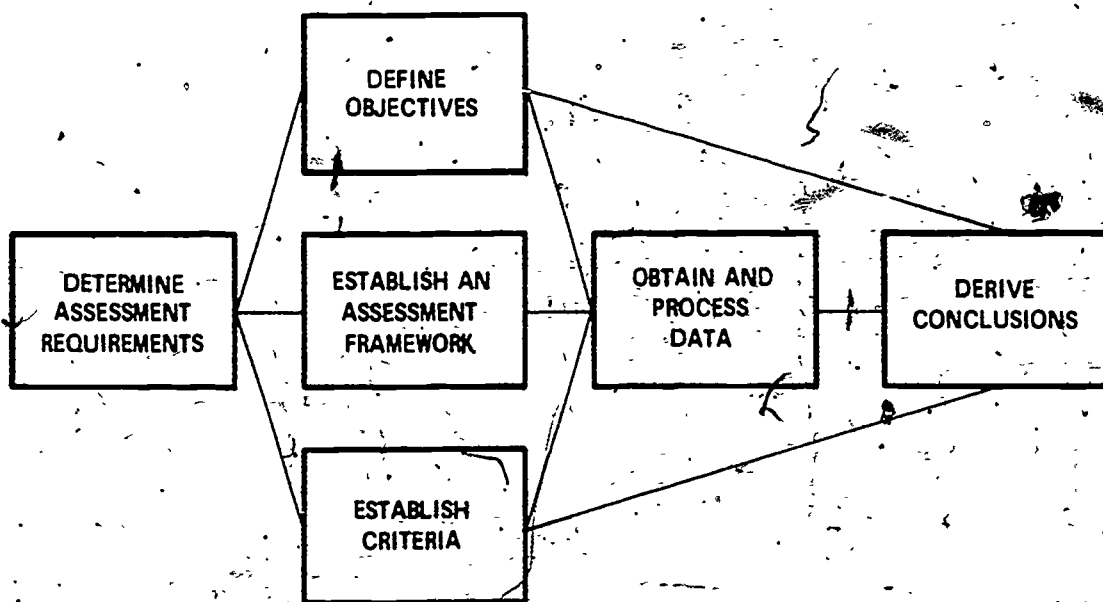 DEFINE
OBJECTIVES
DETERMINE
ASSESSMENT
REQUIREMENTS
ESTABLISH AN
ASSESSMENT
FRAMEWORK
OBTAIN AND
PROCESS
DATA
DERIVE
CONCLUSIONS
ESTABLISH
CRITERIA